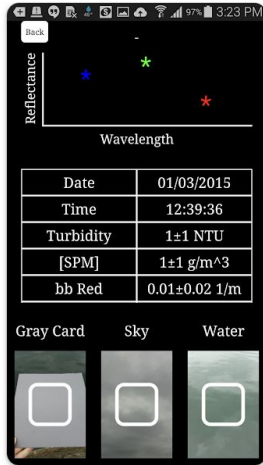 97% 3:23 PM
Back
-
Reflectance
Wavelength
Date 01/03/2015
Time 12:39:36
Turbidity 1±1 NTU
[SPM] 1±1 g/m^3
bb Red 0.01±0.02 1/m
Gray Card Sky Water